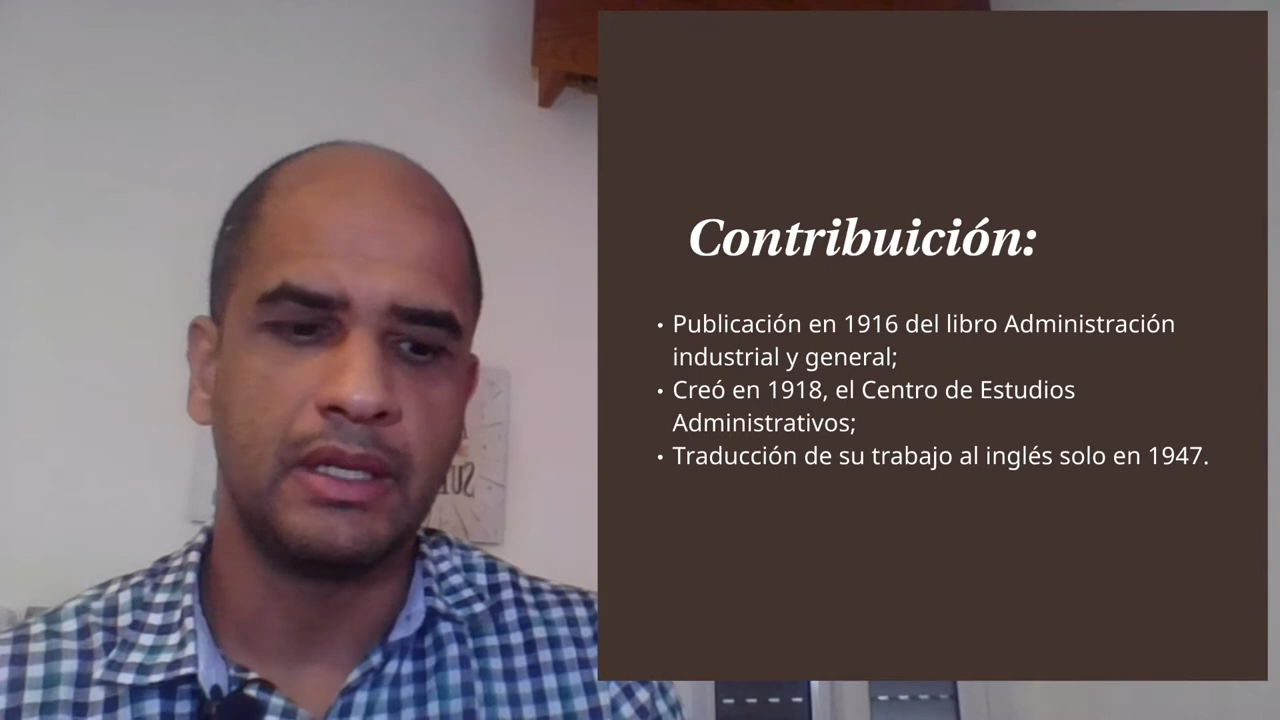 Contribuición:
• Publicación en 1916 del libro Administración
industrial y general;
• Creó en 1918, el Centro de Estudios
Administrativos;
• Traducción de su trabajo al inglés solo en 1947.